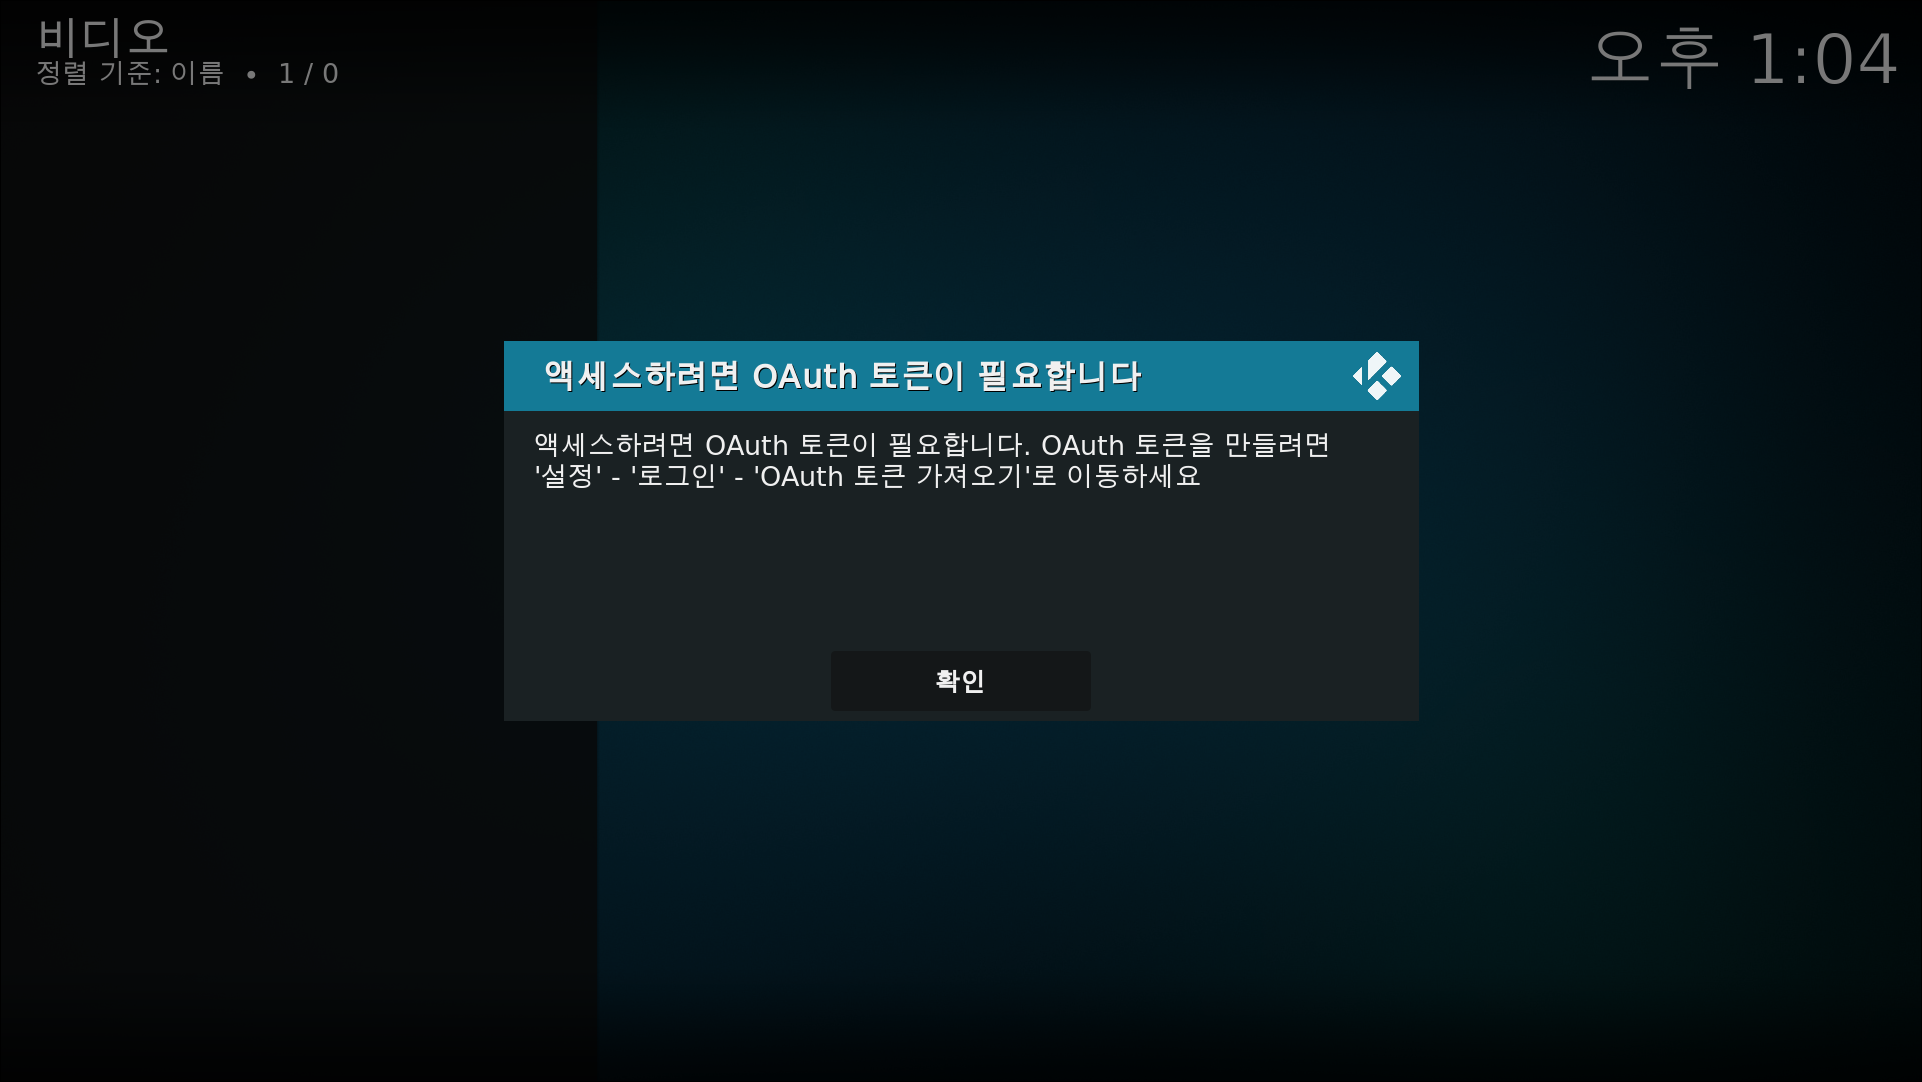 비디오
정렬 기준: 이름 • 1 / 0
오후 1:04
액세스하려면 OAuth 토큰이 필요합니다
액세스하려면 OAuth 토큰이 필요합니다. OAuth 토큰을 만들려면
'설정' - '로그인' - 'OAuth 토큰 가져오기'로 이동하세요
확인